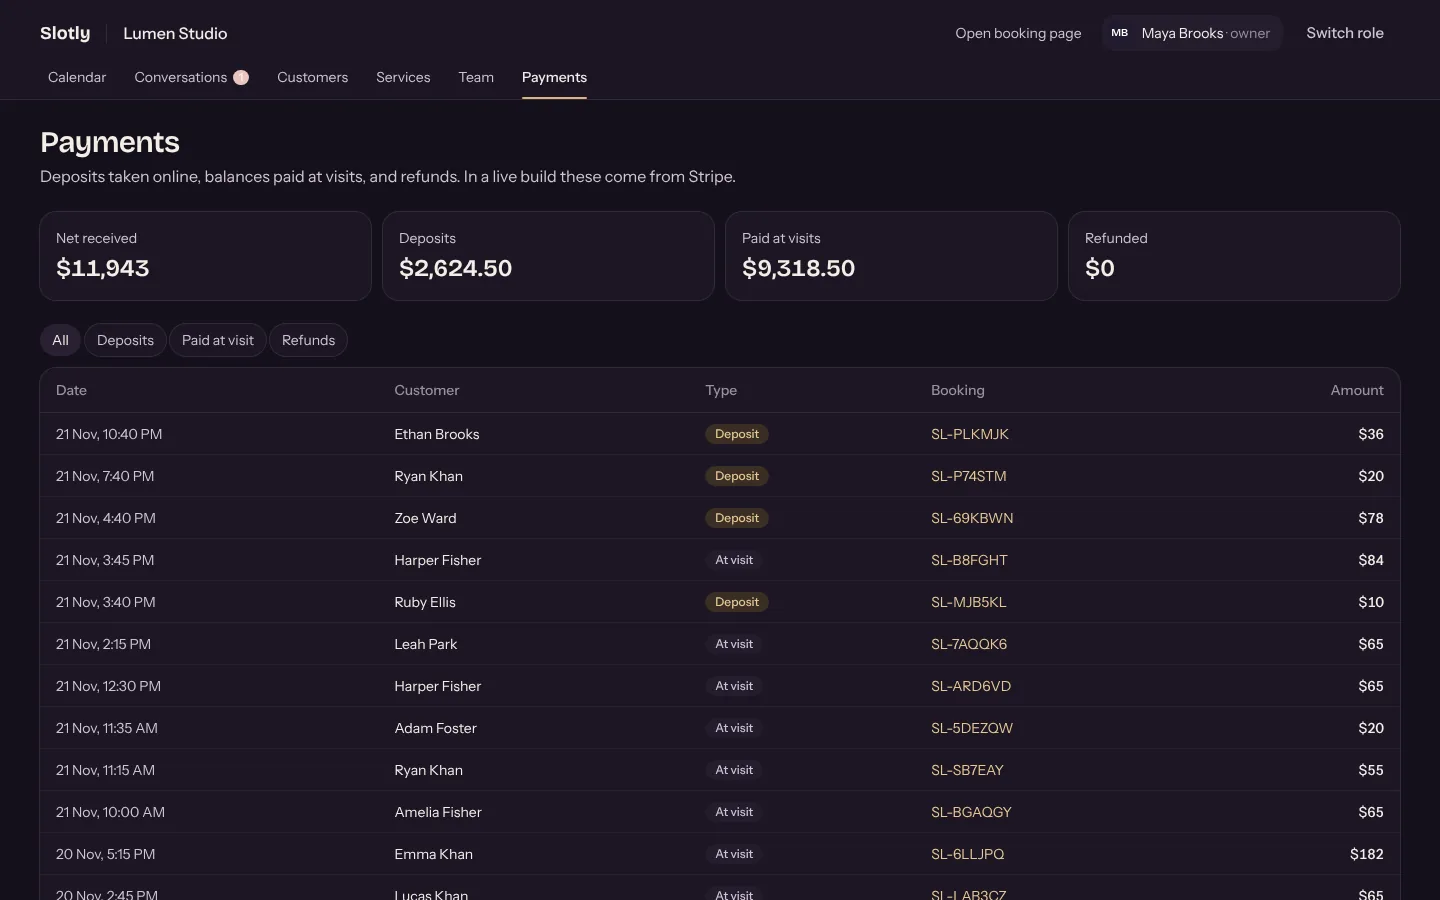 Slotly Lumen Studio Open booking page MB Maya Brooks · owner Switch role
Calendar Conversations 1 Customers Services Team Payments
Payments
Deposits taken online, balances paid at visits, and refunds. In a live build these come from Stripe.
Net received Deposits Paid at visits Refunded
$11,943 $2,624.50 $9,318.50 $0
All Deposits Paid at visit Refunds
Date Customer Type Booking Amount
21 Nov, 10:40 PM Ethan Brooks Deposit SL-PLKMJK $36
21 Nov, 7:40 PM Ryan Khan Deposit SL-P74STM $20
21 Nov, 4:40 PM Zoe Ward Deposit SL-69KBWN $78
21 Nov, 3:45 PM Harper Fisher At visit SL-B8FGHT $84
21 Nov, 3:40 PM Ruby Ellis Deposit SL-MJB5KL $10
21 Nov, 2:15 PM Leah Park At visit SL-7AQQK6 $65
21 Nov, 12:30 PM Harper Fisher At visit SL-ARD6VD $65
21 Nov, 11:35 AM Adam Foster At visit SL-5DEZQW $20
21 Nov, 11:15 AM Ryan Khan At visit SL-SB7EAY $55
21 Nov, 10:00 AM Amelia Fisher At visit SL-BGAQGY $65
20 Nov, 5:15 PM Emma Khan At visit SL-6LLJPQ $182
20 Nov, 2:45 PM Lucas Khan At visit SL-LAB3CZ $65